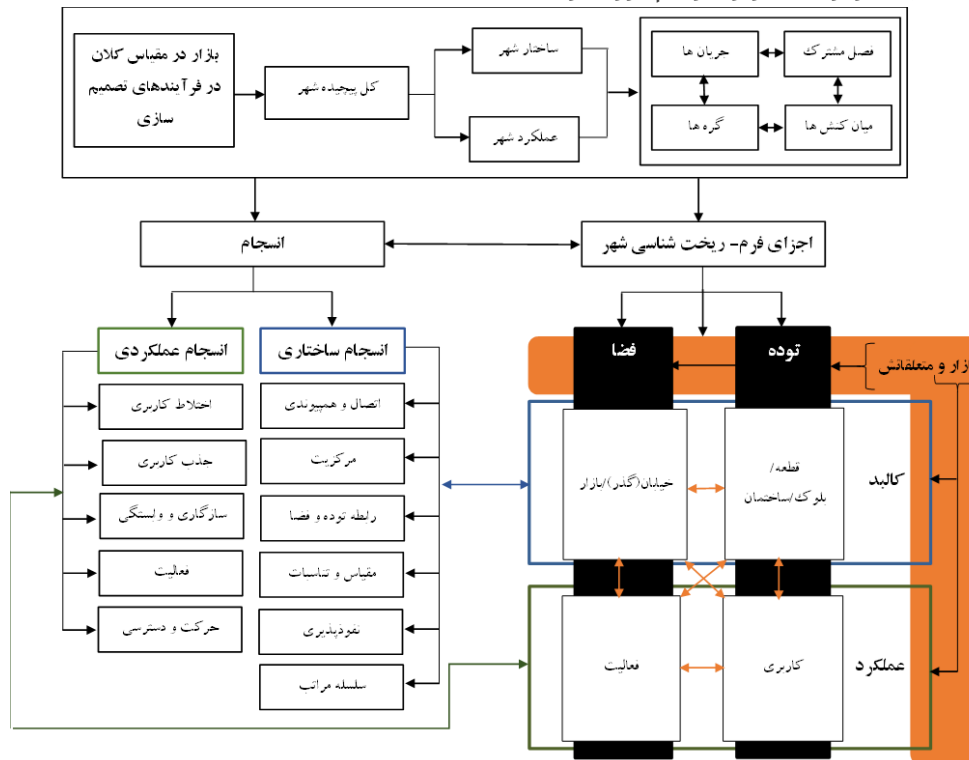 بازار در مقیاس کلان
در فرآیندهای تصمیم
سازی
کل پیچیده شهر
ساختار شهر
عملکرد شهر
فصل مشترک
جریان ها
میان کنش ها
گره ها
اجزای فرم- ریخت شناسی شهر
انسجام
توده
فضا
ازار و متعلقاتش
کالبد
قطعه/
بلوک/ساختمان
خیابان(گذر)/بازار
عملکرد
کاربری
فعالیت
انسجام ساختاری
اتصال و همپیوندی
مرکزیت
رابطه توده و فضا
مقیاس و تناسبات
نفوذپذیری
سلسله مراتب
انسجام عملکردی
اختلاط کاربری
جذب کاربری
سازگاری و وابستگی
فعالیت
حرکت و دسترسی